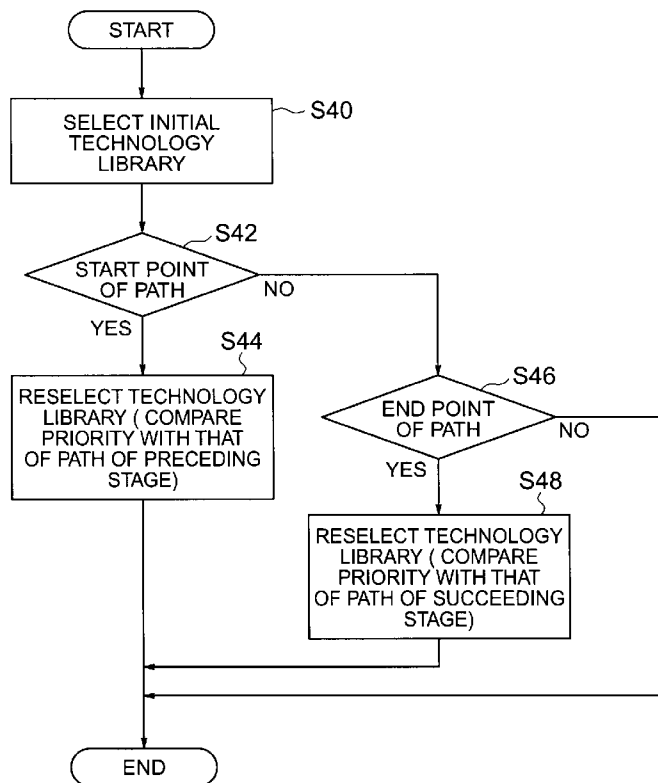 START
SELECT INITIAL
TECHNOLOGY
LIBRARY
S40
S42
START POINT
OF PATH
NO
YES
S44
RESELECT TECHNOLOGY
LIBRARY ( COMPARE
PRIORITY WITH THAT
OF PATH OF PRECEDING
STAGE)
S46
END POINT
OF PATH
NO
YES
S48
RESELECT TECHNOLOGY
LIBRARY ( COMPARE
PRIORITY WITH THAT
OF PATH OF SUCCEEDING
STAGE)
END